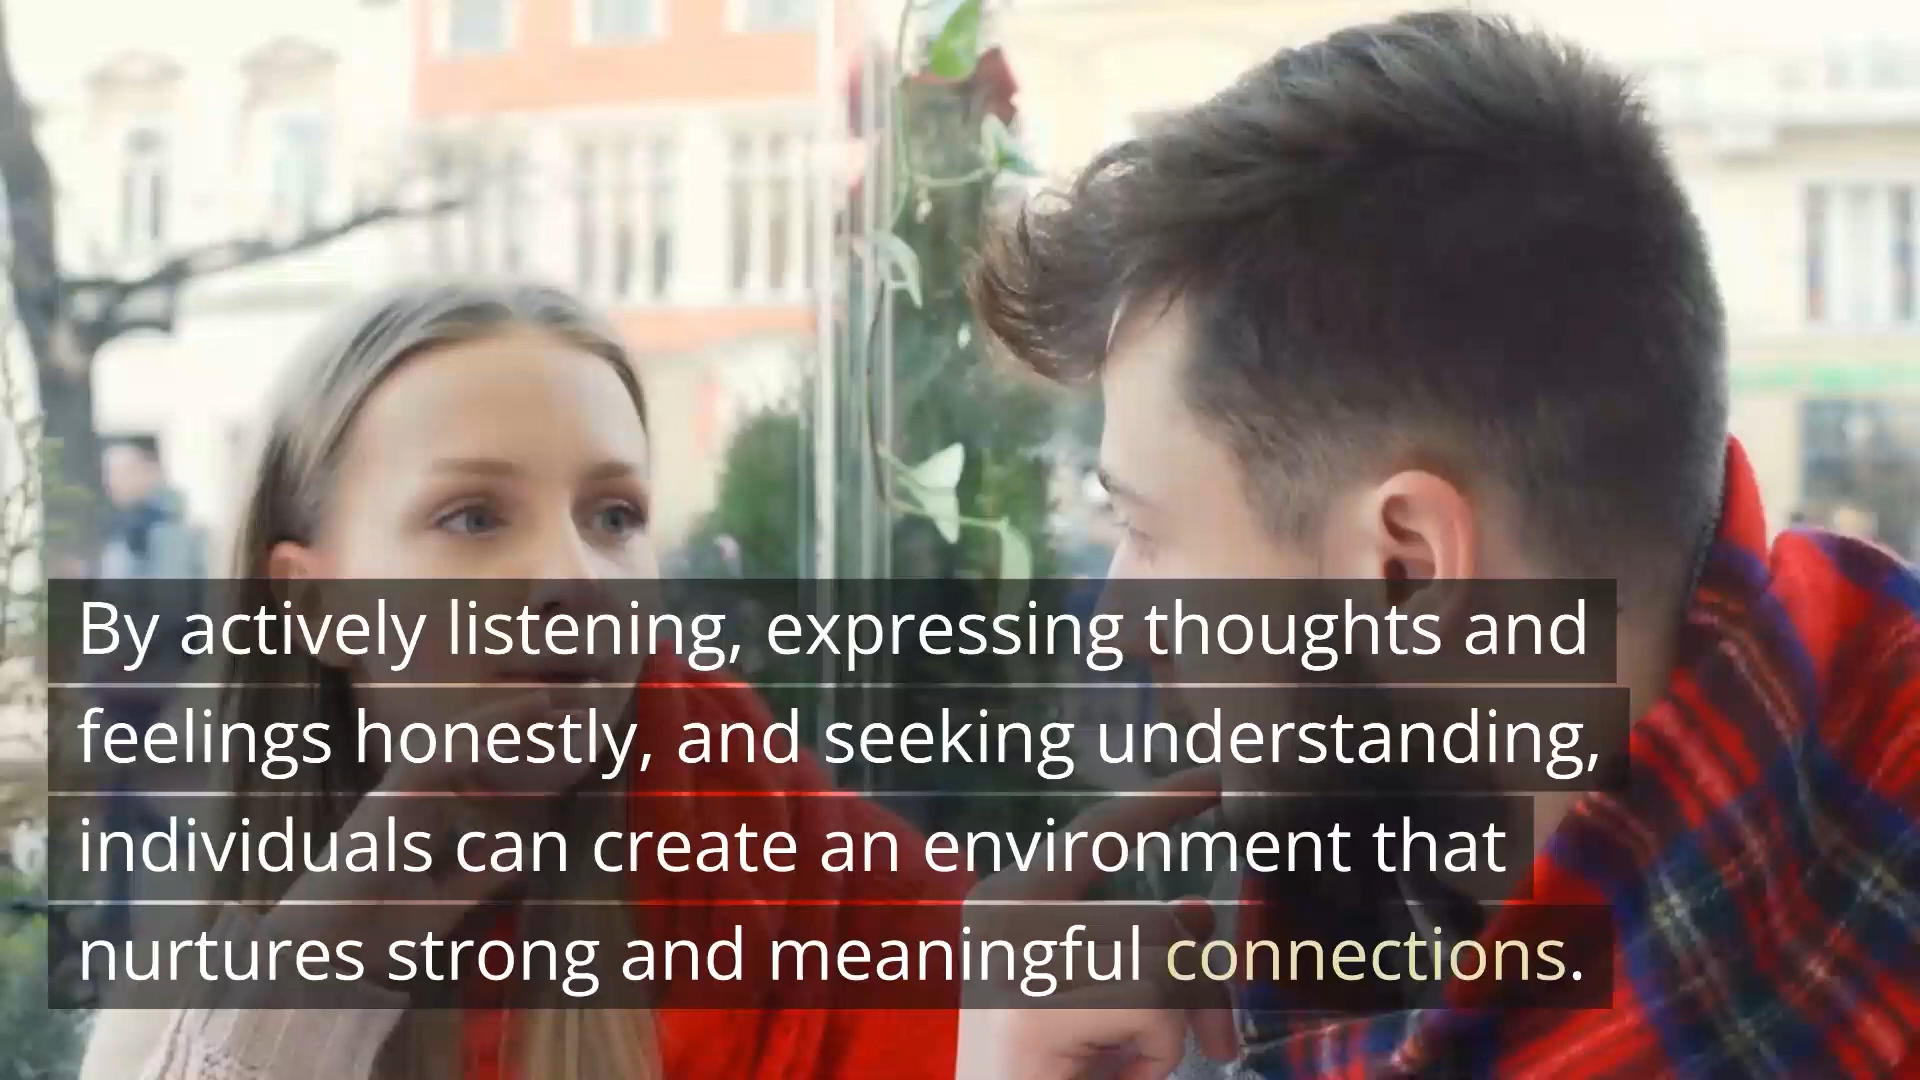 By actively listening, expressing thoughts and
feelings honestly, and seeking understanding,
individuals can create an environment that
nurtures strong and meaningful connections.